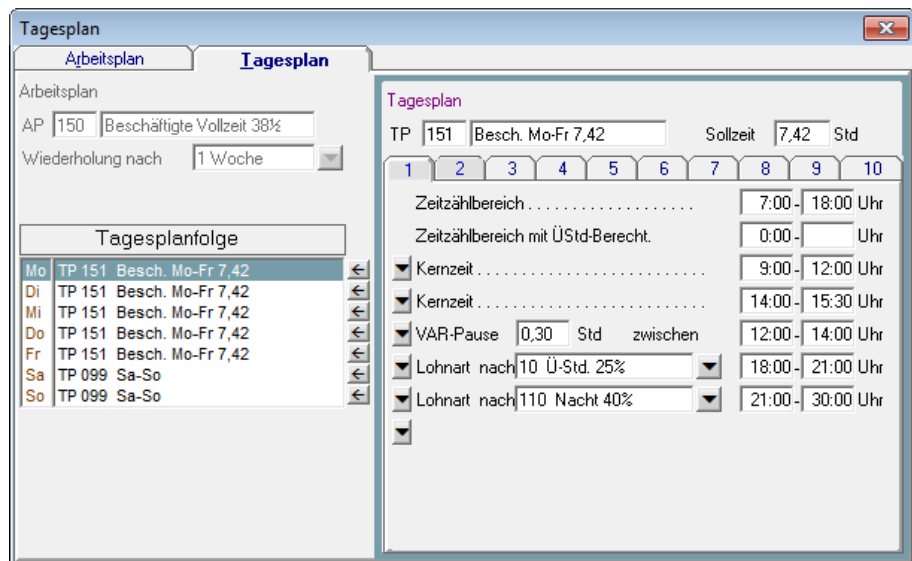 Tagesplan
Arbeitsplan Tagesplan
Arbeitsplan
AP 150 Beschäftigte Vollzeit 38½
Wiederholung nach 1 Woche
Tagesplanfolge
Mo TP 151 Besch. Mo-Fr 7,42
Di TP 151 Besch. Mo-Fr 7,42
Mi TP 151 Besch. Mo-Fr 7,42
Do TP 151 Besch. Mo-Fr 7,42
Fr TP 151 Besch. Mo-Fr 7,42
Sa TP 099 Sa-So
So TP 099 Sa-So
Tagesplan
TP 151 Besch. Mo-Fr 7,42 Sollzeit 7,42 Std
1 2 3 4 5 6 7 8 9 10
Zeitzählbereich . . . . . . . . . . . . . . . . . . . 7:00 - 18:00 Uhr
Zeitzählbereich mit ÜStd-Berecht. 0:00 - Uhr
Kernzeit . . . . . . . . . . . . . . . . . . . . . . . . . 9:00 - 12:00 Uhr
Kernzeit . . . . . . . . . . . . . . . . . . . . . . . . . 14:00 - 15:30 Uhr
VAR-Pause 0,30 Std zwischen 12:00 - 14:00 Uhr
Lohnart nach 10 Ü-Std. 25% 18:00 - 21:00 Uhr
Lohnart nach 110 Nacht 40% 21:00 - 30:00 Uhr